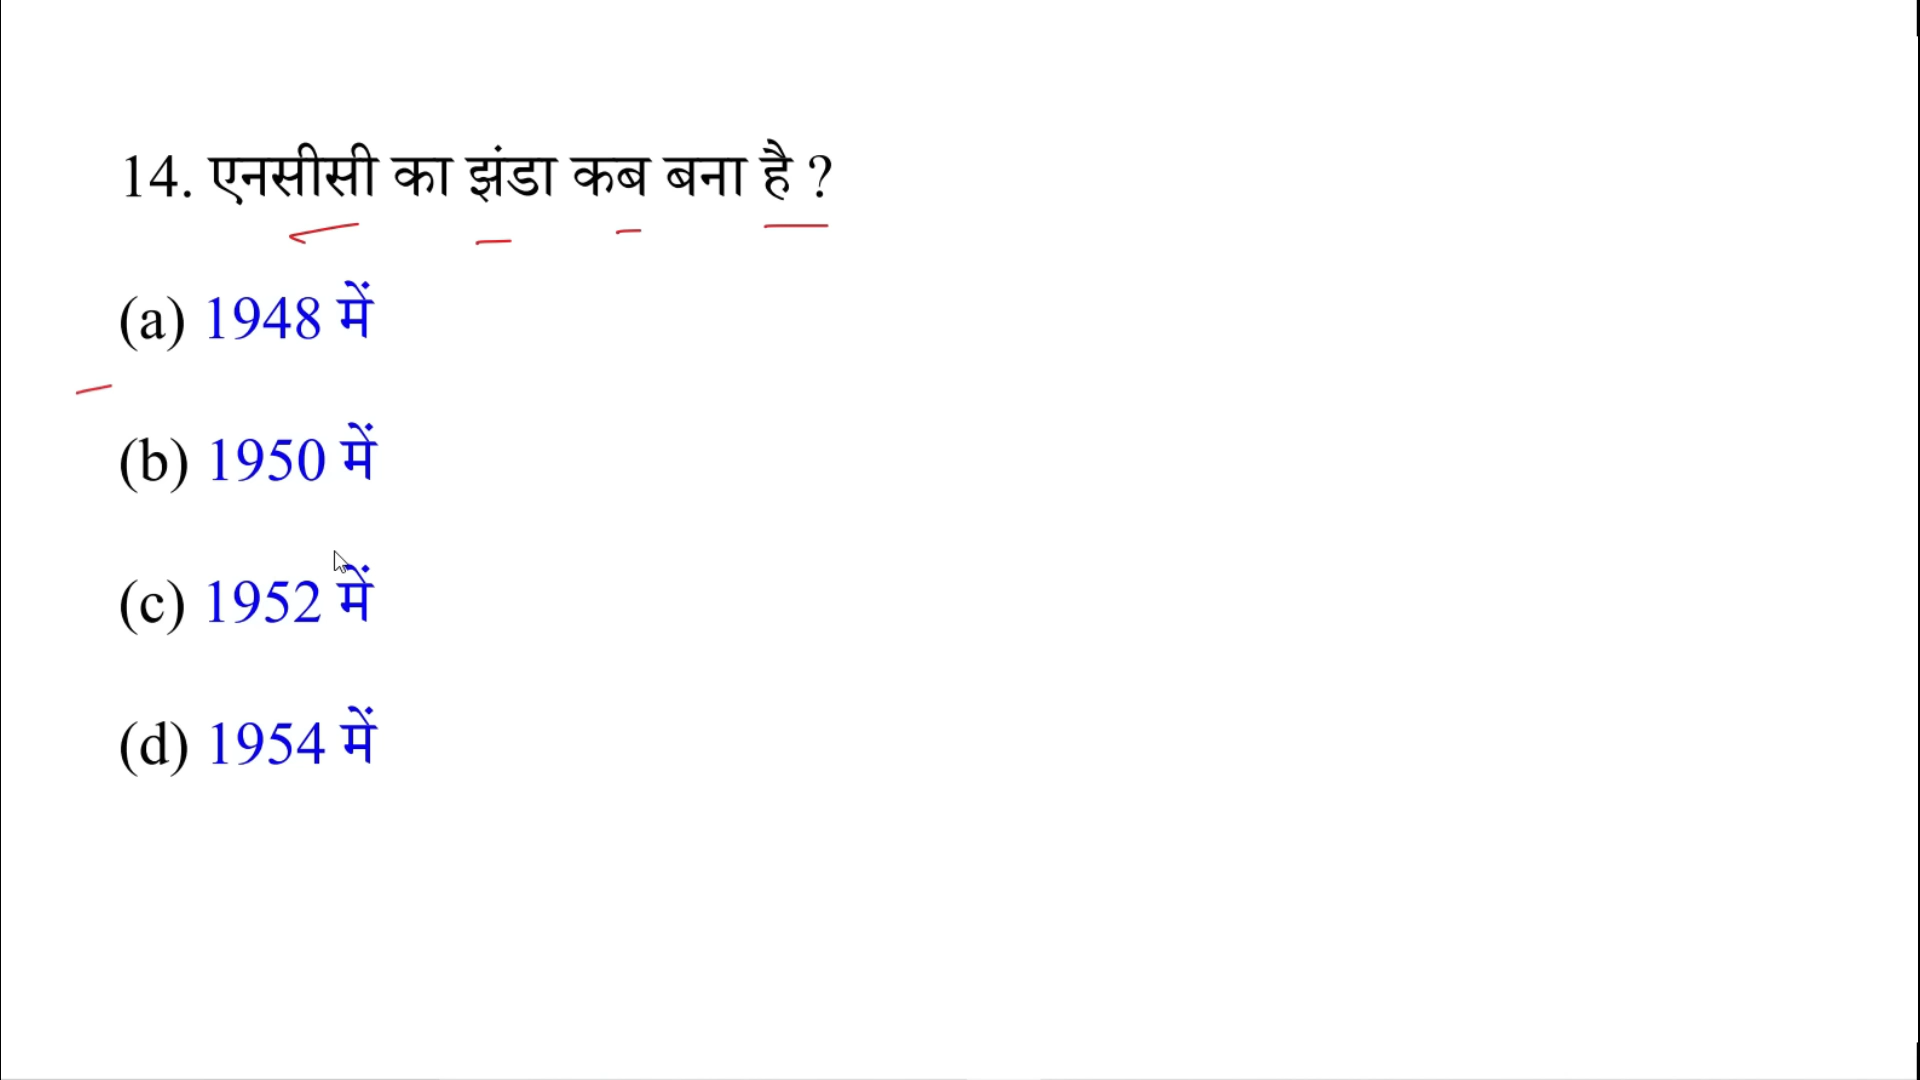 14. एनसीसी का झंडा कब बना है ?
(a) 1948 में
(b) 1950 में
(c) 1952 में
(d) 1954 में